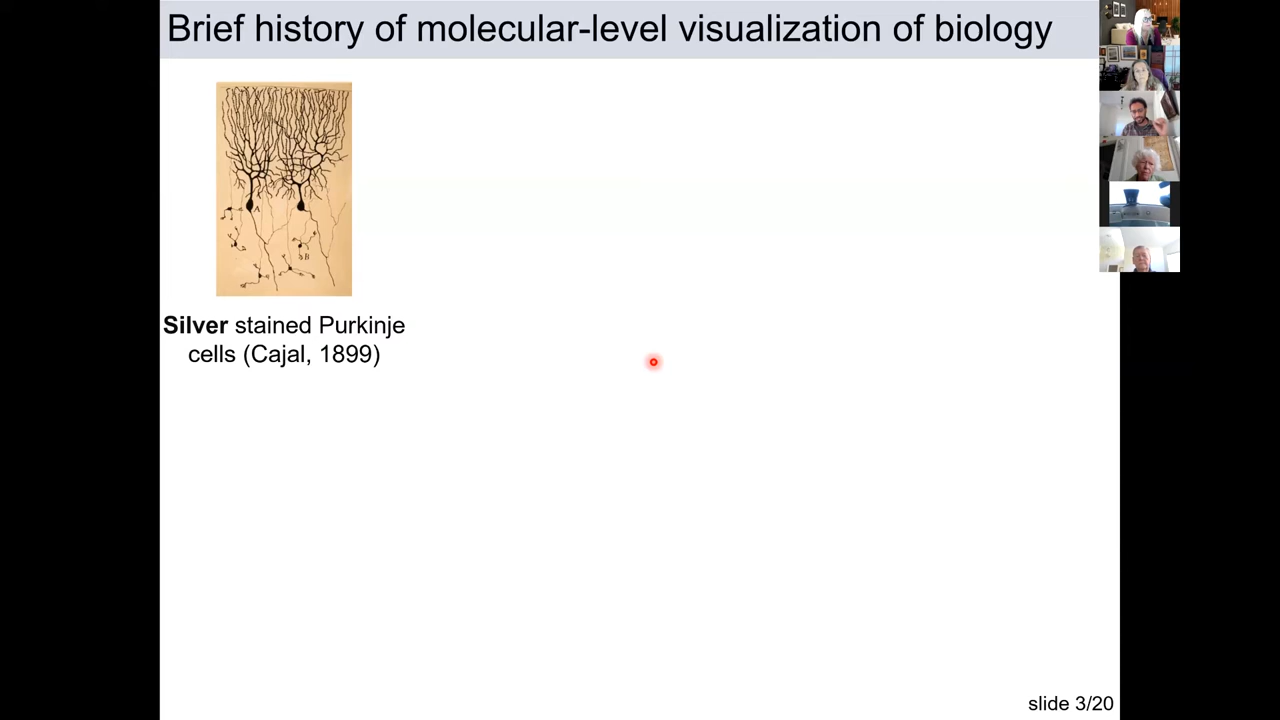 Brief history of molecular-level visualization of biology
A
B
Silver stained Purkinje
cells (Cajal, 1899)
slide 3/20